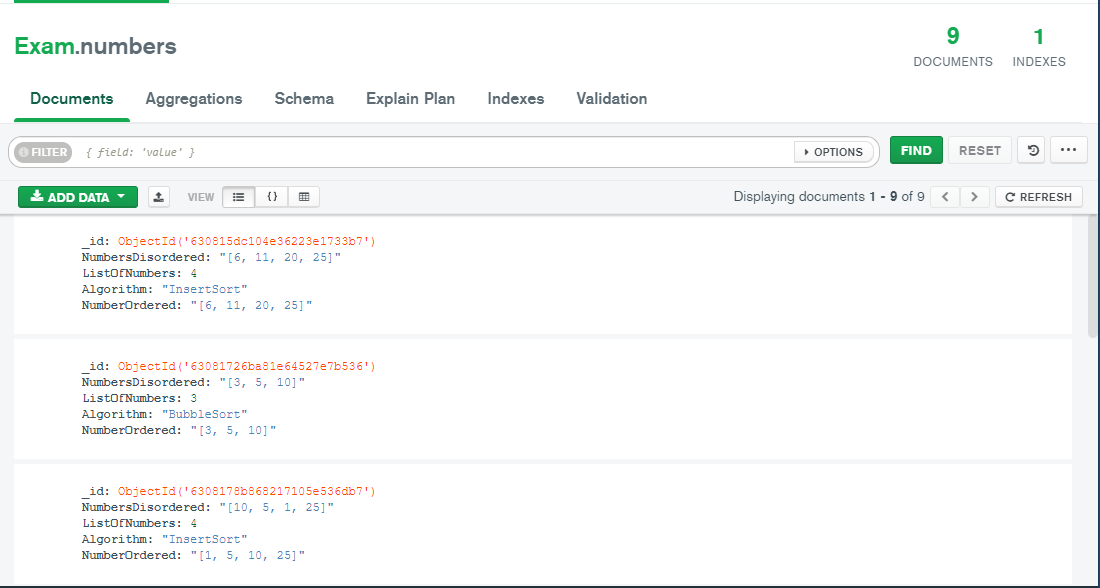 Exam.numbers
9
DOCUMENTS
1
INDEXES
Documents Aggregations Schema Explain Plan Indexes Validation
FILTER { field: 'value' } OPTIONS FIND RESET ...
ADD DATA VIEW {} Displaying documents 1 - 9 of 9 < > REFRESH
_id: ObjectId('630815dc104e36223e1733b7')
NumbersDisordered: "[6, 11, 20, 25]"
ListOfNumbers: 4
Algorithm: "InsertSort"
NumberOrdered: "[6, 11, 20, 25]"
_id: ObjectId('63081726ba81e64527e7b536')
NumbersDisordered: "[3, 5, 10]"
ListOfNumbers: 3
Algorithm: "BubbleSort"
NumberOrdered: "[3, 5, 10]"
_id: ObjectId('6308178b868217105e536db7')
NumbersDisordered: "[10, 5, 1, 25]"
ListOfNumbers: 4
Algorithm: "InsertSort"
NumberOrdered: "[1, 5, 10, 25]"